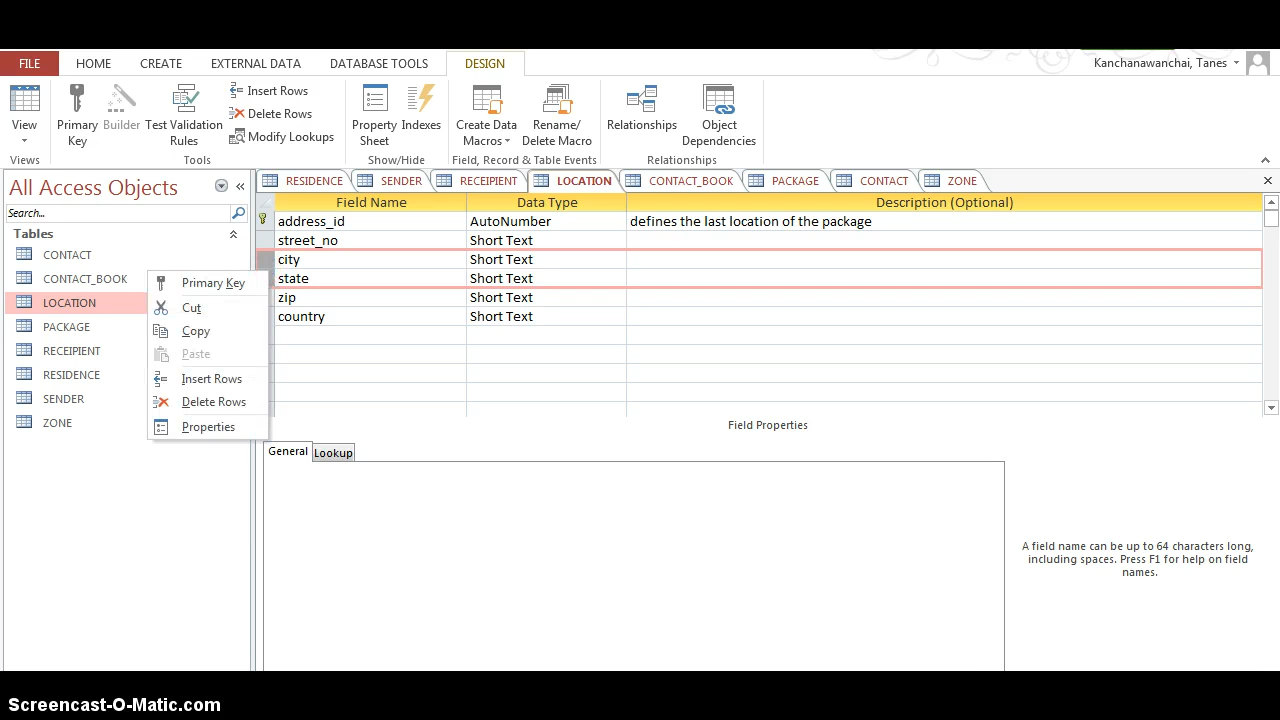 FILE HOME CREATE EXTERNAL DATA DATABASE TOOLS DESIGN Kanchanawanchai, Tanes
View
Views
Primary Key
Builder
Test Validation Rules
Insert Rows
Delete Rows
Modify Lookups
Tools
Property Sheet
Indexes
Show/Hide
Create Data Macros
Rename/ Delete Macro
Field, Record & Table Events
Relationships
Object Dependencies
Relationships
All Access Objects
Search...
Tables
CONTACT
CONTACT_BOOK
LOCATION
PACKAGE
RECEIPIENT
RESIDENCE
SENDER
ZONE
Primary Key
Cut
Copy
Paste
Insert Rows
Delete Rows
Properties
RESIDENCE SENDER RECEIPIENT LOCATION CONTACT_BOOK PACKAGE CONTACT ZONE
Field Name Data Type Description (Optional)
address_id AutoNumber defines the last location of the package
street_no Short Text
city Short Text
state Short Text
zip Short Text
country Short Text
Field Properties
General Lookup
A field name can be up to 64 characters long,
including spaces. Press F1 for help on field
names.
Screencast-O-Matic.com